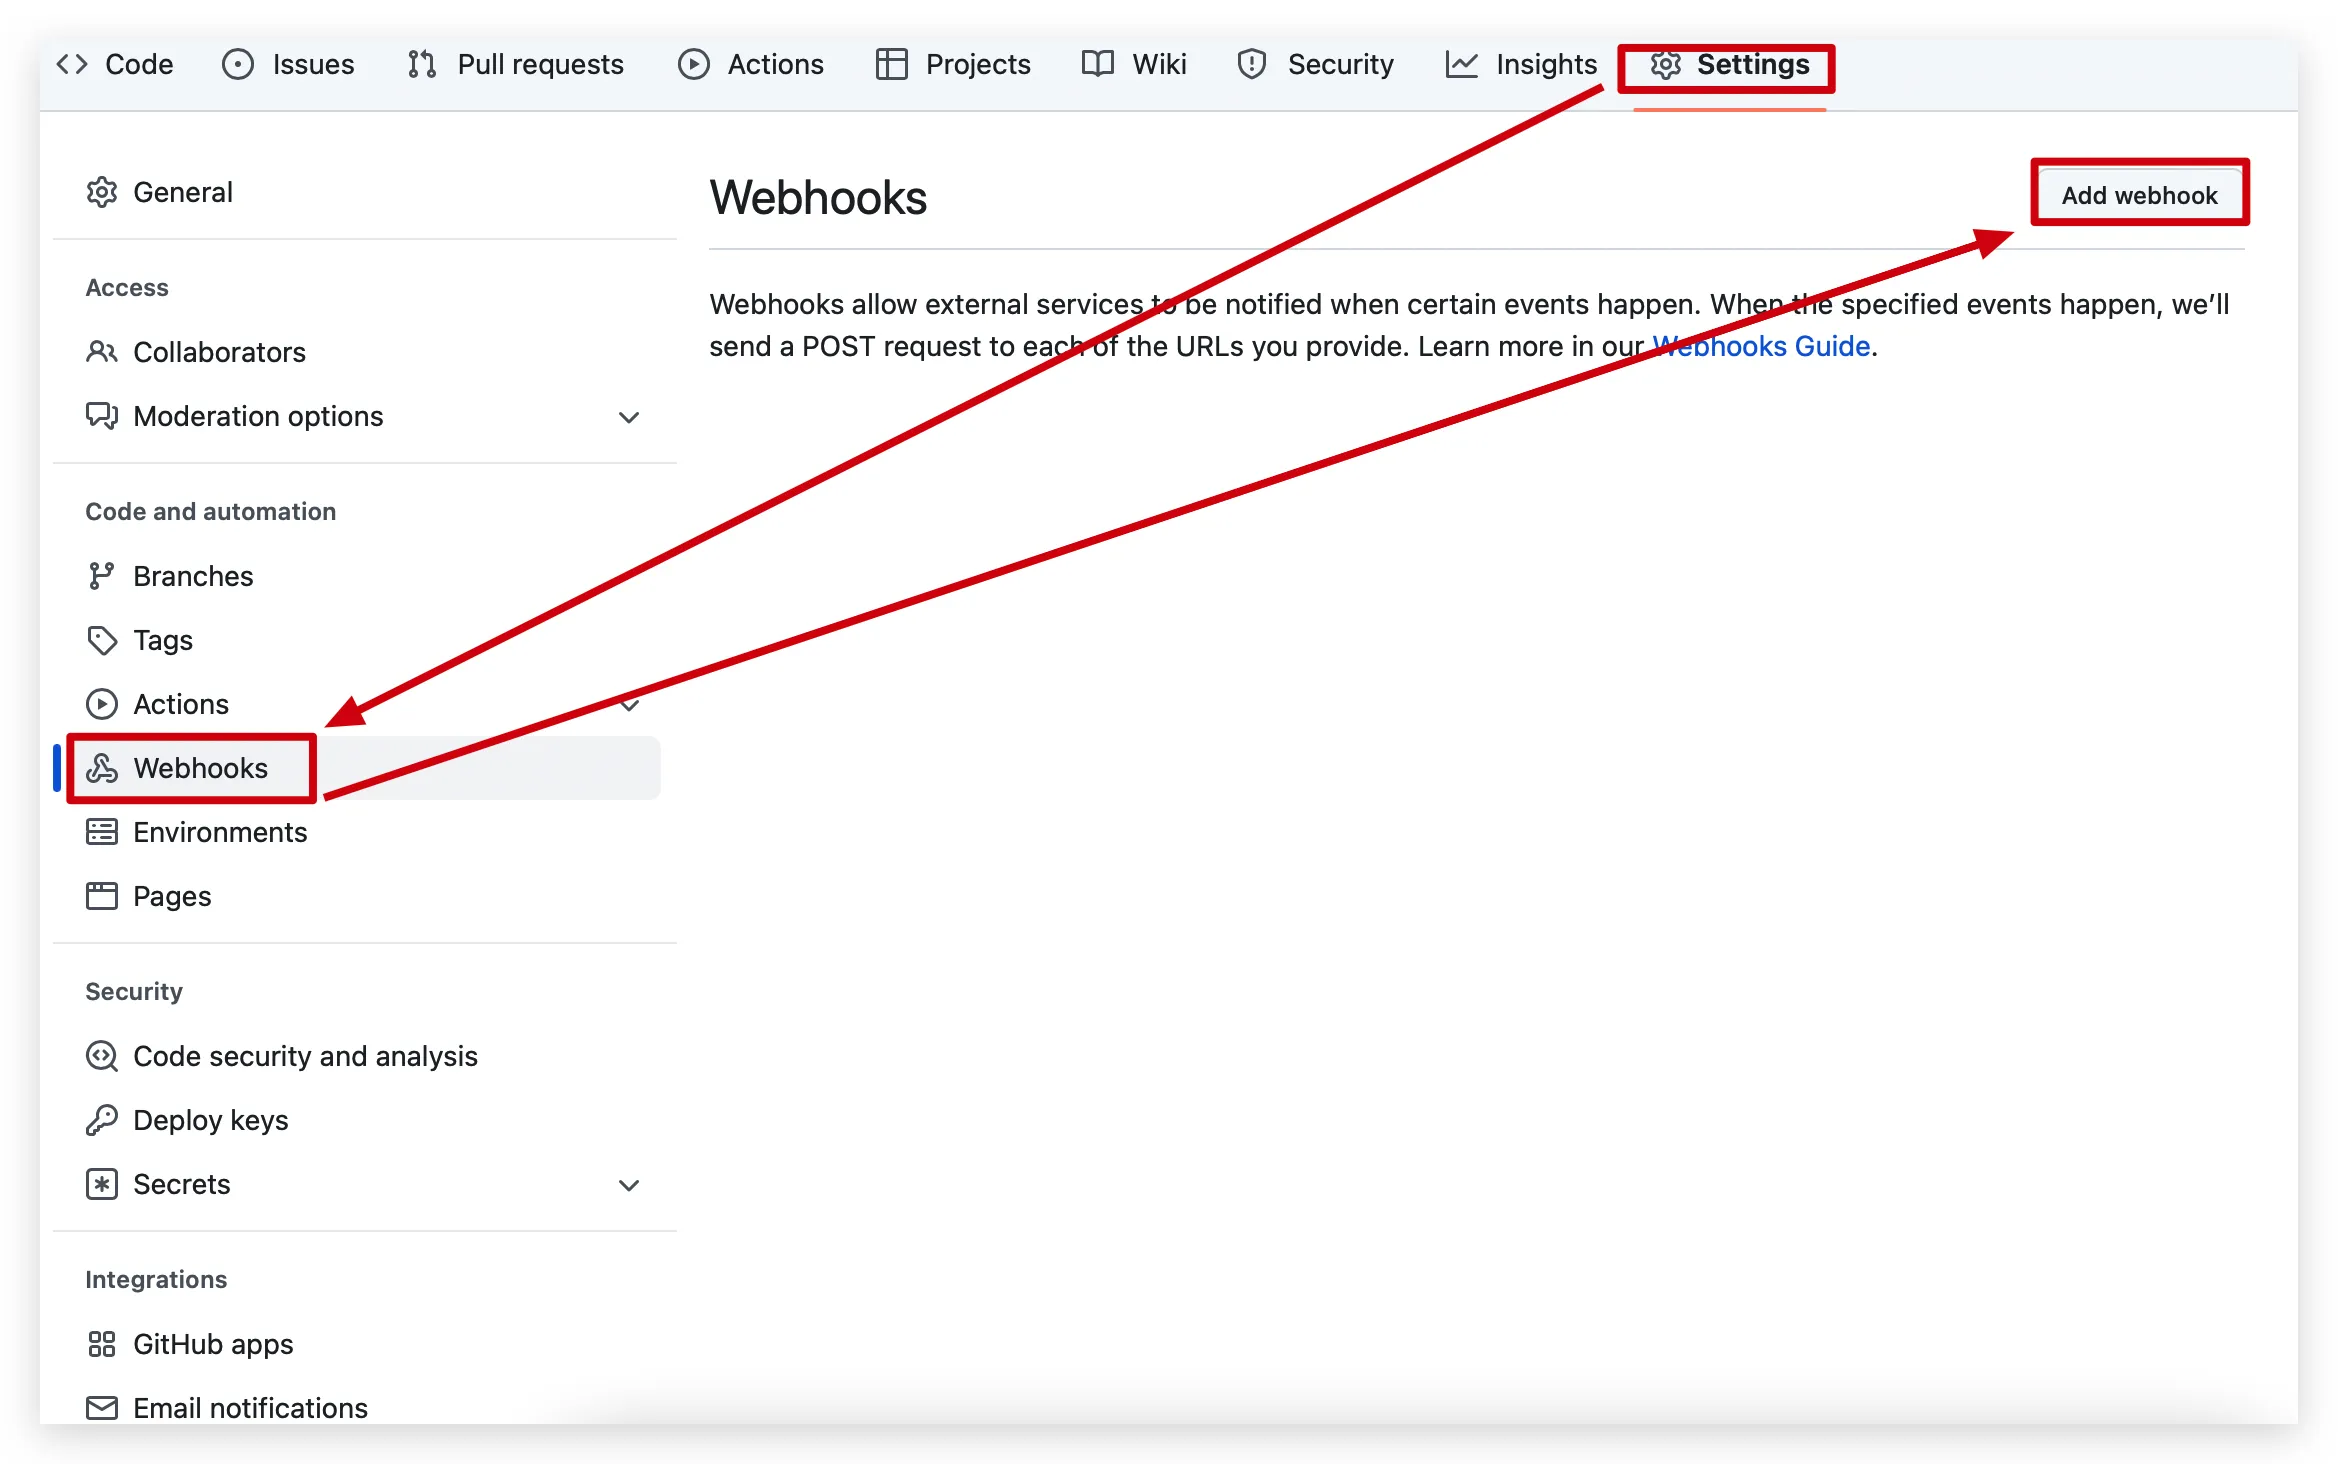 Code Issues Pull requests Actions Projects Wiki Security Insights Settings
General
Access
Collaborators
Moderation options
Code and automation
Branches
Tags
Actions
Webhooks
Environments
Pages
Security
Code security and analysis
Deploy keys
Secrets
Integrations
GitHub apps
Email notifications
Webhooks
Add webhook
Webhooks allow external services to be notified when certain events happen. When the specified events happen, we’ll
send a POST request to each of the URLs you provide. Learn more in our Webhooks Guide.